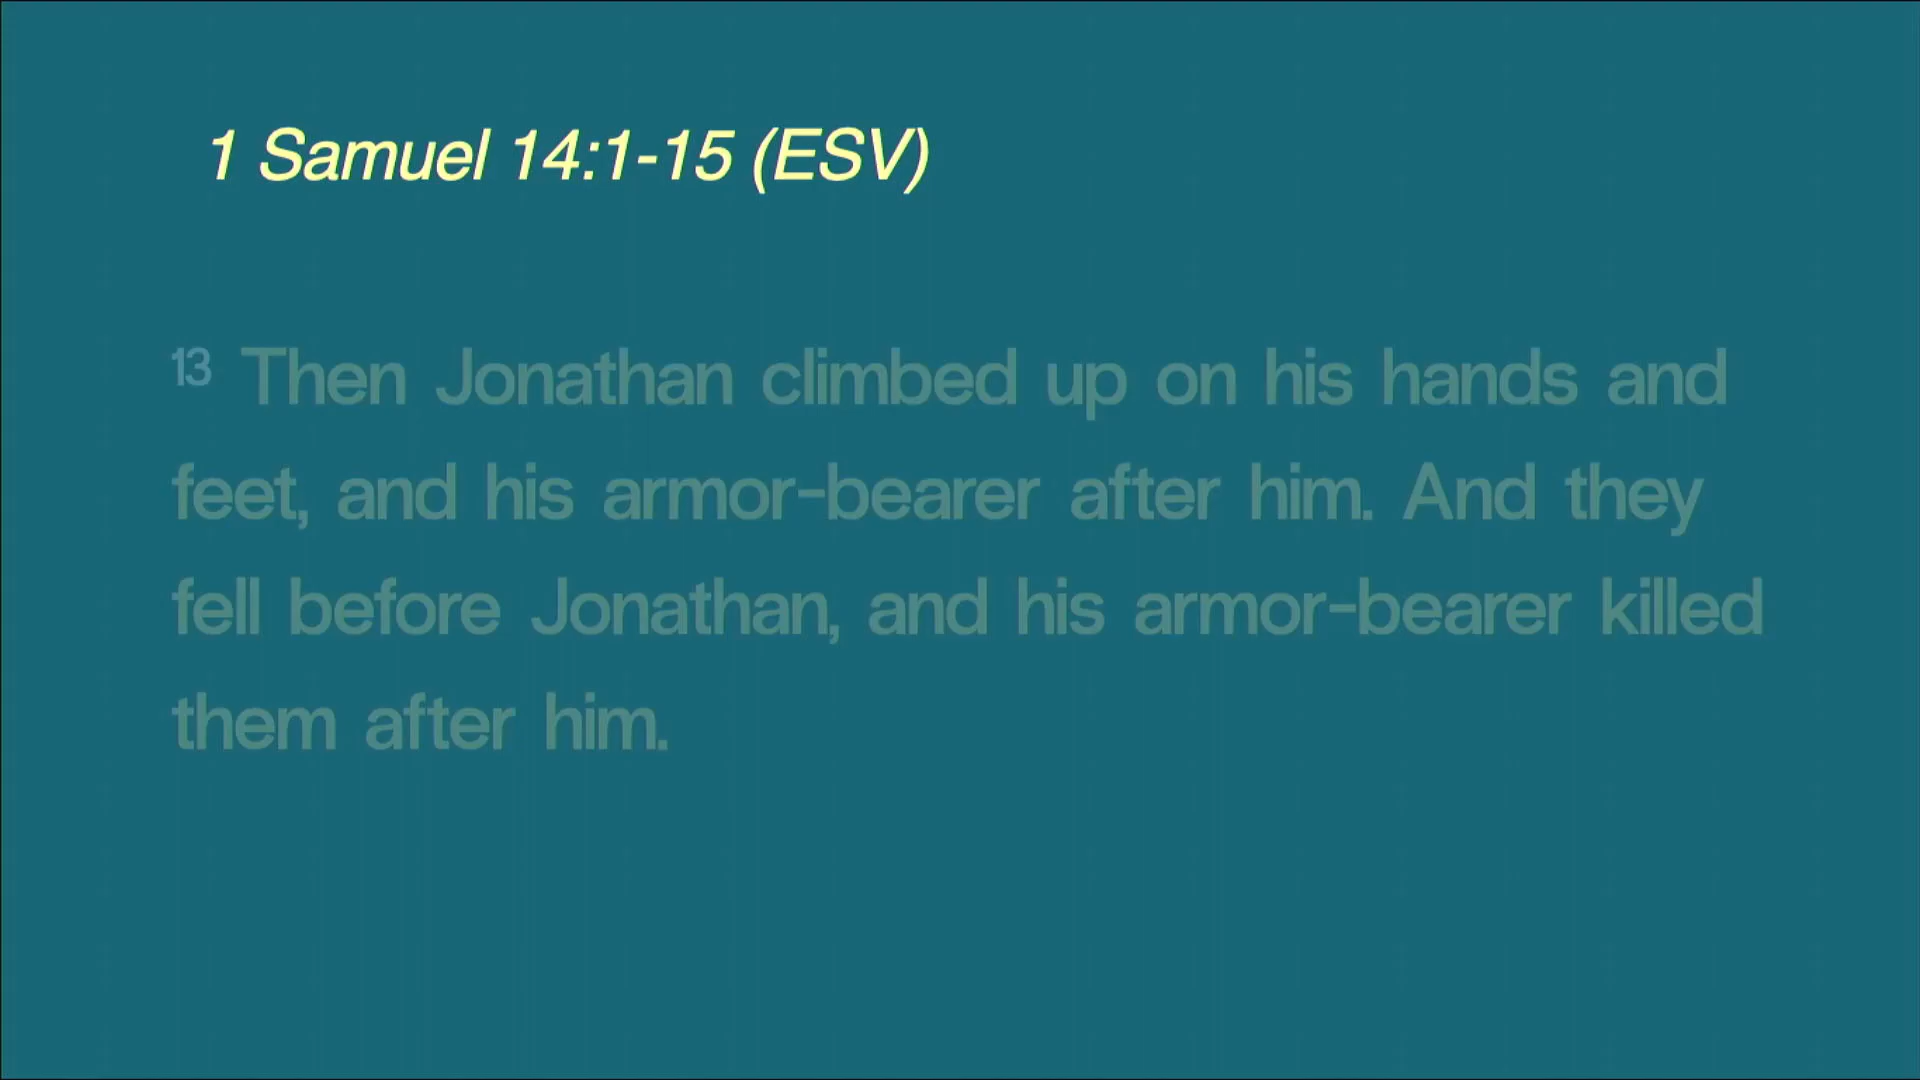 1 Samuel 14:1-15 (ESV)
13 Then Jonathan climbed up on his hands and
feet, and his armor-bearer after him. And they
fell before Jonathan, and his armor-bearer killed
them after him.